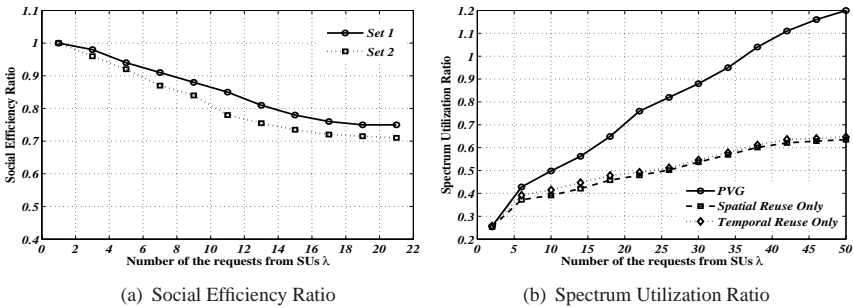 1.1
1
0.9
0.8
0.7
0.6
0.5
0.4
0 2 4 6 8 10 12 14 16 18 20 22
Social Efficiency Ratio
Number of the requests from SUs λ
Set 1
Set 2
(a) Social Efficiency Ratio
1.2
1.1
1
0.9
0.8
0.7
0.6
0.5
0.4
0.3
0.2
0 5 10 15 20 25 30 35 40 45 50
Spectrum Utilization Ratio
Number of the requests from SUs λ
PVG
Spatial Reuse Only
Temporal Reuse Only
(b) Spectrum Utilization Ratio